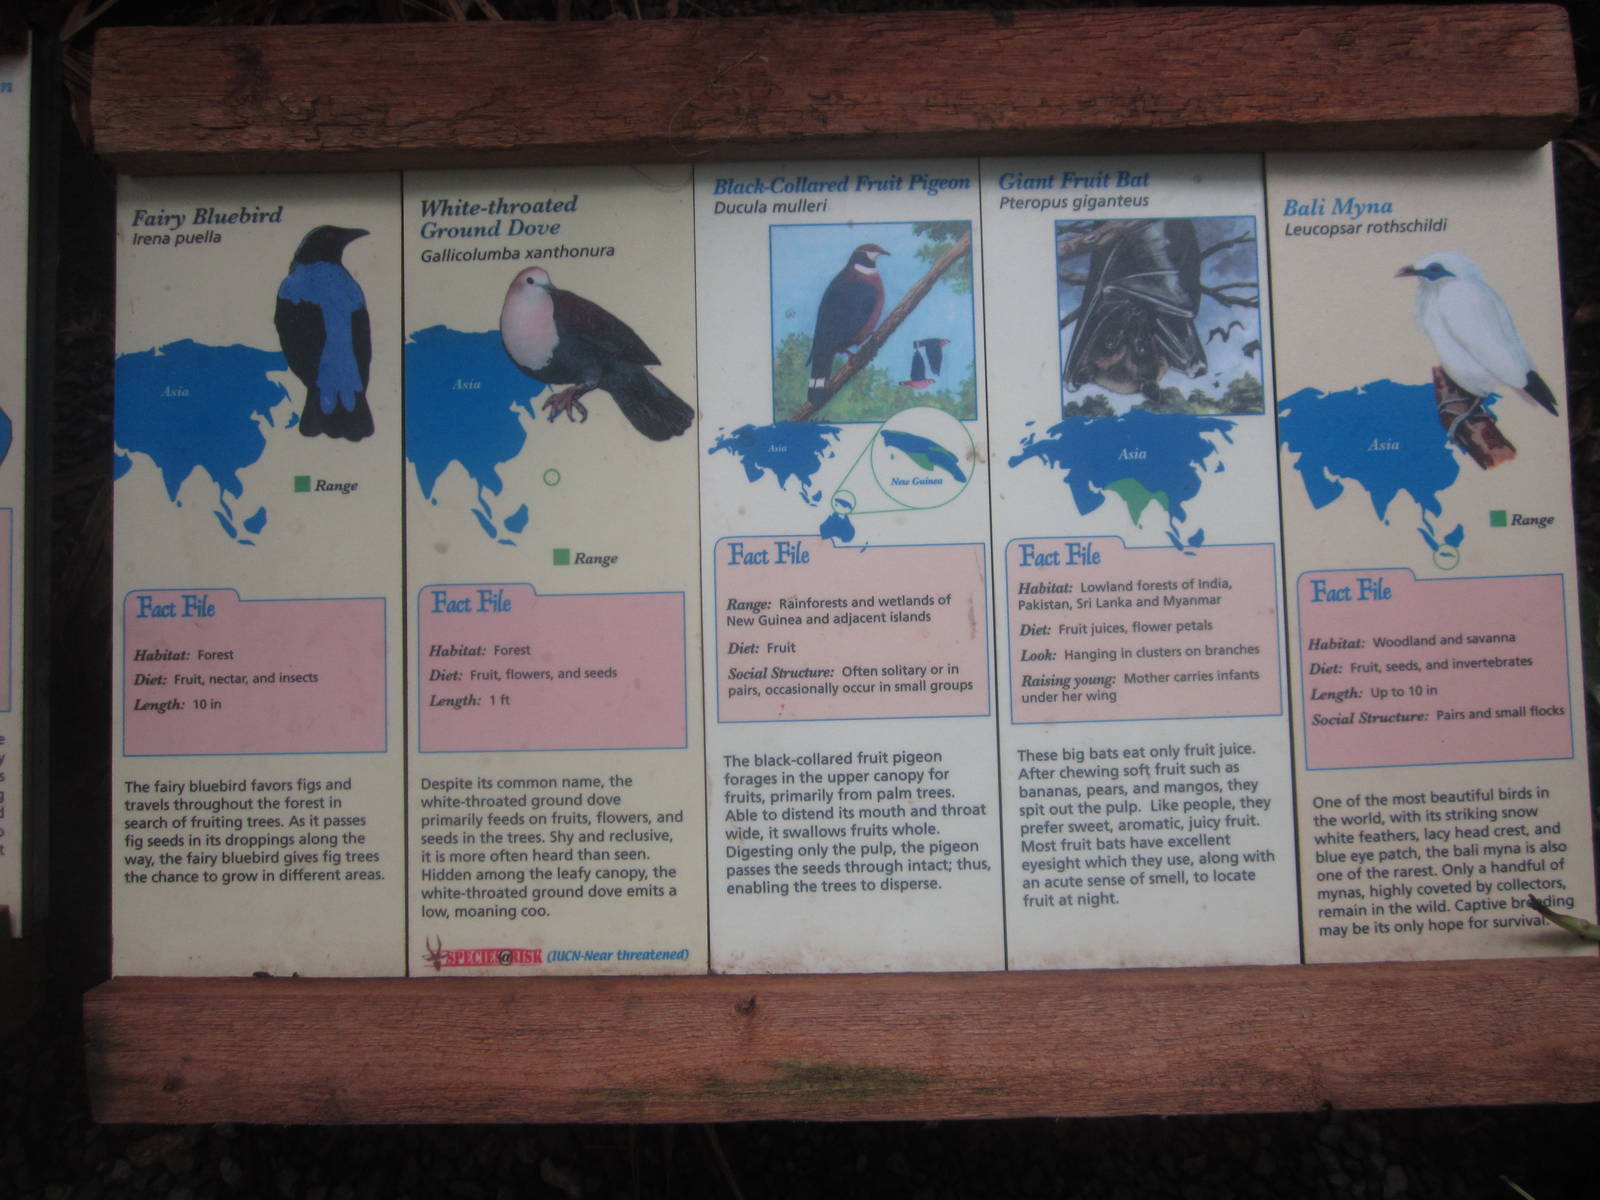 Fairy Bluebird
Irena puella
Asia
Range
Fact File
Habitat: Forest
Diet: Fruit, nectar, and insects
Length: 10 in
The fairy bluebird favors figs and
travels throughout the forest in
search of fruiting trees. As it passes
fig seeds in its droppings along the
way, the fairy bluebird gives fig trees
the chance to grow in different areas.
White-throated
Ground Dove
Gallicolumba xanthonura
Asia
Range
Fact File
Habitat: Forest
Diet: Fruit, flowers, and seeds
Length: 1 ft
Despite its common name, the
white-throated ground dove
primarily feeds on fruits, flowers, and
seeds in the trees. Shy and reclusive,
it is more often heard than seen.
Hidden among the leafy canopy, the
white-throated ground dove emits a
low, moaning coo.
SPECIES@RISK (IUCN-Near threatened)
Black-Collared Fruit Pigeon
Ducula mulleri
Asia
New Guinea
Fact File
Range: Rainforests and wetlands of
New Guinea and adjacent islands
Diet: Fruit
Social Structure: Often solitary or in
pairs, occasionally occur in small groups
The black-collared fruit pigeon
forages in the upper canopy for
fruits, primarily from palm trees.
Able to distend its mouth and throat
wide, it swallows fruits whole.
Digesting only the pulp, the pigeon
passes the seeds through intact; thus,
enabling the trees to disperse.
Giant Fruit Bat
Pteropus giganteus
Asia
Fact File
Habitat: Lowland forests of India,
Pakistan, Sri Lanka and Myanmar
Diet: Fruit juices, flower petals
Look: Hanging in clusters on branches
Raising young: Mother carries infants
under her wing
These big bats eat only fruit juice.
After chewing soft fruit such as
bananas, pears, and mangos, they
spit out the pulp. Like people, they
prefer sweet, aromatic, juicy fruit.
Most fruit bats have excellent
eyesight which they use, along with
an acute sense of smell, to locate
fruit at night.
Bali Myna
Leucopsar rothschildi
Asia
Range
Fact File
Habitat: Woodland and savanna
Diet: Fruit, seeds, and invertebrates
Length: Up to 10 in
Social Structure: Pairs and small flocks
One of the most beautiful birds in
the world, with its striking snow
white feathers, lacy head crest, and
blue eye patch, the bali myna is also
one of the rarest. Only a handful of
mynas, highly coveted by collectors,
remain in the wild. Captive breeding
may be its only hope for survival.